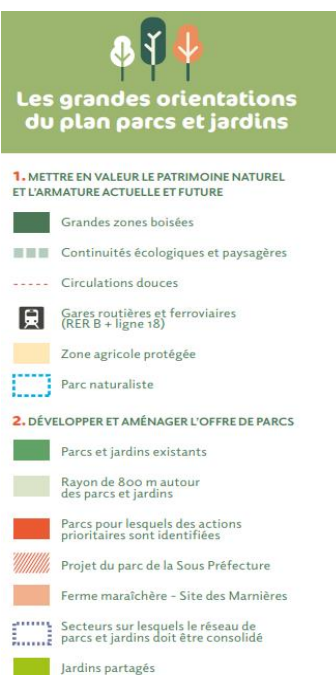 Les grandes orientations
du plan parcs et jardins
1. METTRE EN VALEUR LE PATRIMOINE NATUREL
ET L'ARMATURE ACTUELLE ET FUTURE
Grandes zones boisées
Continuités écologiques et paysagères
Circulations douces
Gares routières et ferroviaires
(RER B + ligne 18)
Zone agricole protégée
Parc naturaliste
2. DÉVELOPPER ET AMÉNAGER L'OFFRE DE PARCS
Parcs et jardins existants
Rayon de 800 m autour
des parcs et jardins
Parcs pour lesquels des actions
prioritaires sont identifiées
Projet du parc de la Sous Préfecture
Ferme maraîchère - Site des Marnières
Secteurs sur lesquels le réseau de
parcs et jardins doit être consolidé
Jardins partagés